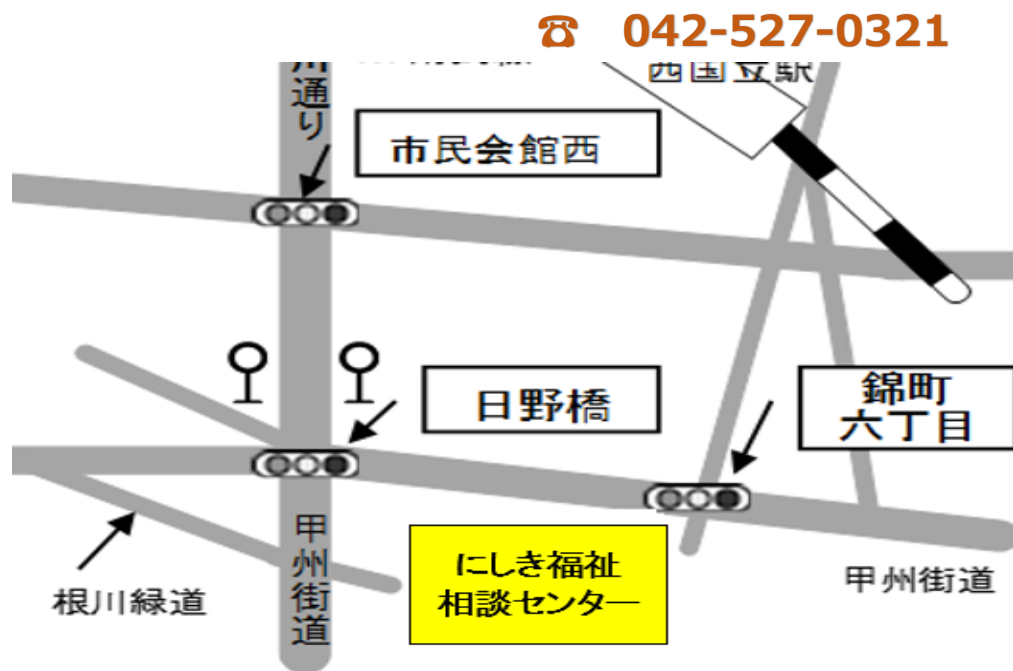 ☎ 042-527-0321
西国立駅
川通り
市民会館西
日野橋
錦町
六丁目
甲州街道
にしき福祉
相談センター
甲州街道
根川緑道